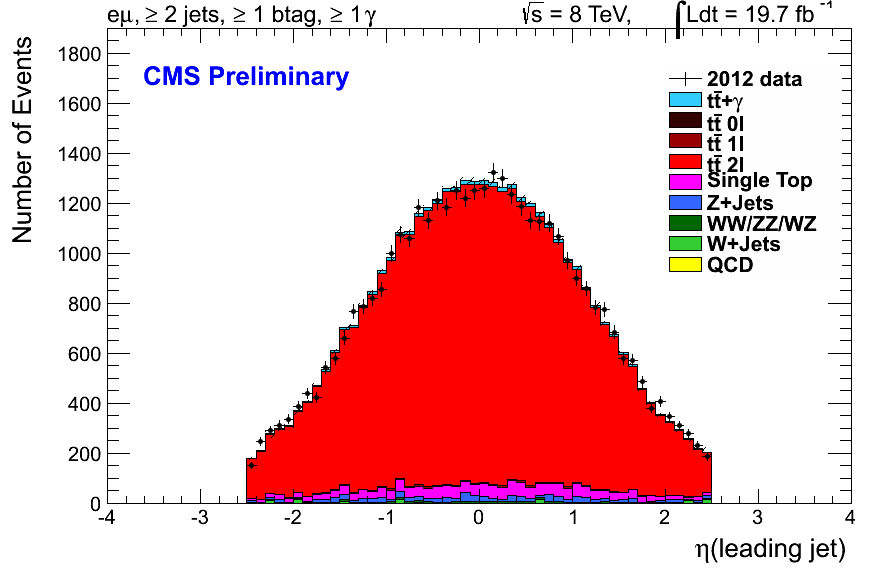 eμ, ≥ 2 jets, ≥ 1 btag, ≥ 1 γ √s = 8 TeV, ∫Ldt = 19.7 fb⁻¹
CMS Preliminary
2012 data
tt̄+γ
tt̄ 0l
tt̄ 1l
tt̄ 2l
Single Top
Z+Jets
WW/ZZ/WZ
W+Jets
QCD
Number of Events
1800
1600
1400
1200
1000
800
600
400
200
0
-4 -3 -2 -1 0 1 2 3 4
η(leading jet)